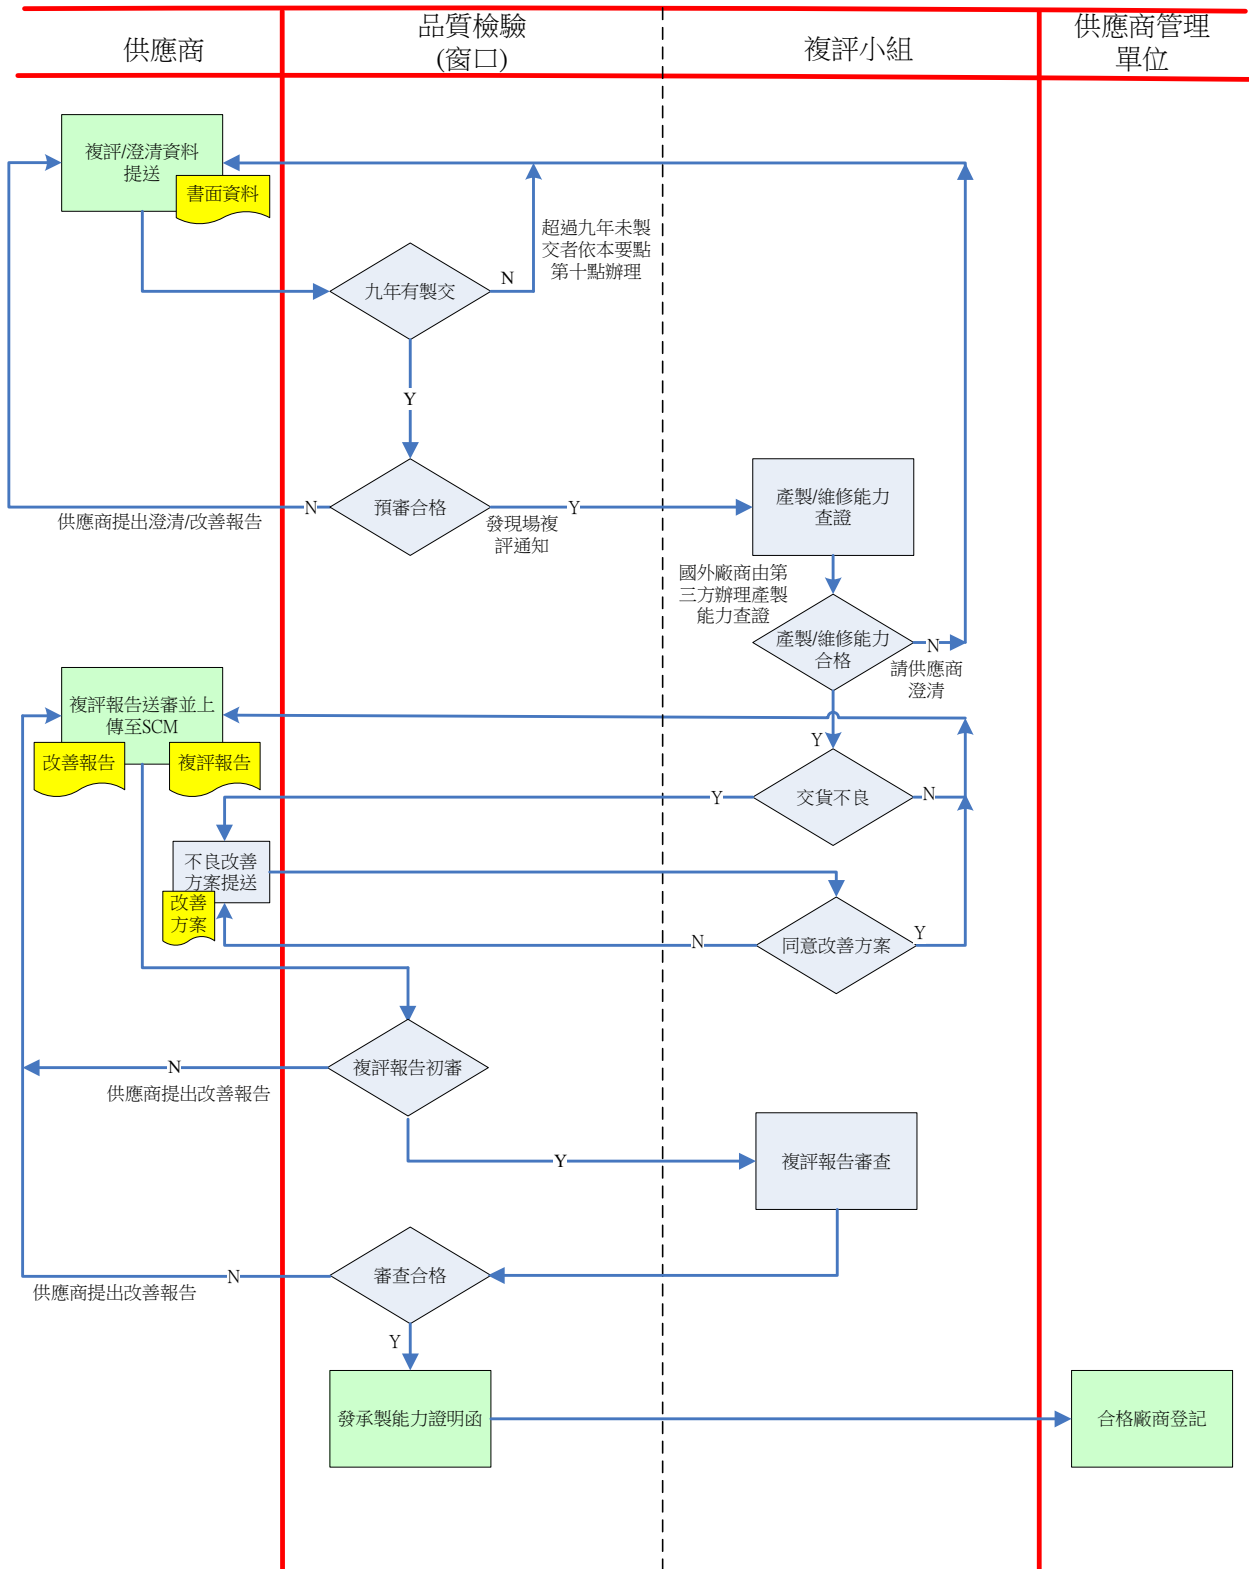 供應商
品質檢驗
(窗口)
複評小組
供應商管理
單位
複評/澄清資料
提送
書面資料
超過九年未製
交者依本要點
第十點辦理
九年有製交
N
Y
預審合格
N
供應商提出澄清/改善報告
Y
發現場複
評通知
產製/維修能力
查證
國外廠商由第
三方辦理產製
能力查證
產製/維修能力
合格
N
請供應商
澄清
Y
複評報告送審並上
傳至SCM
改善報告
複評報告
交貨不良
Y
N
不良改善
方案提送
改善
方案
同意改善方案
N
Y
複評報告初審
N
供應商提出改善報告
Y
複評報告審查
審查合格
N
供應商提出改善報告
Y
發承製能力證明函
合格廠商登記